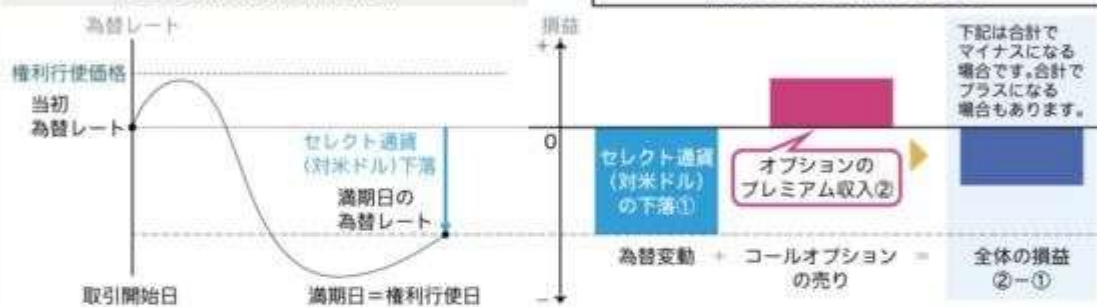 為替レート
権利行使価格
当初
為替レート
セレクト通貨
(対米ドル)下落
満期日の
為替レート
取引開始日
満期日=権利行使日
損益
+
0
−
セレクト通貨
(対米ドル)
の下落①
オプションの
プレミアム収入②
下記は合計で
マイナスになる
場合です。合計で
プラスになる
場合もあります。
為替変動 + コールオプション = 全体の損益
の売り ②−①